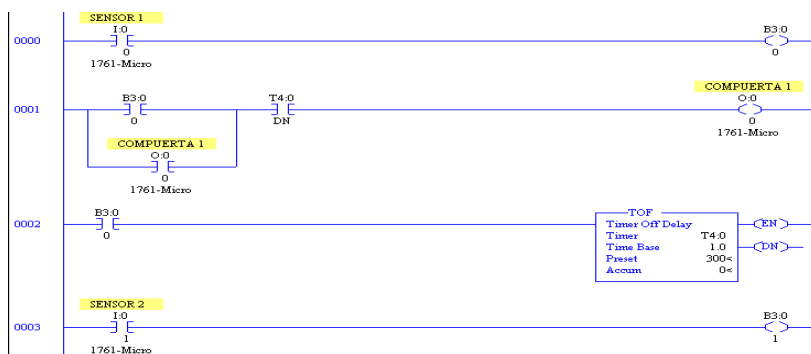 SENSOR 1
I:0
B3:0
0000
0
0
1761-Micro
COMPUERTA 1
B3:0
T4:0
O:0
0001
0
DN
0
1761-Micro
COMPUERTA 1
O:0
0
1761-Micro
B3:0
TOF
0002
0
Timer Off Delay
EN
Timer T4:0
Time Base 1.0
DN
Preset 300<
Accum 0<
SENSOR 2
I:0
B3:0
0003
1
1
1761-Micro